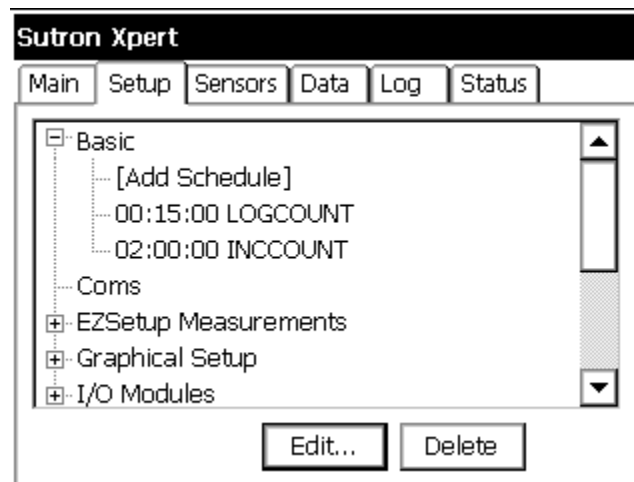 Sutron Xpert
Main Setup Sensors Data Log Status
Basic
[Add Schedule]
00:15:00 LOGCOUNT
02:00:00 INCCOUNT
Coms
EZSetup Measurements
Graphical Setup
I/O Modules
Edit... Delete